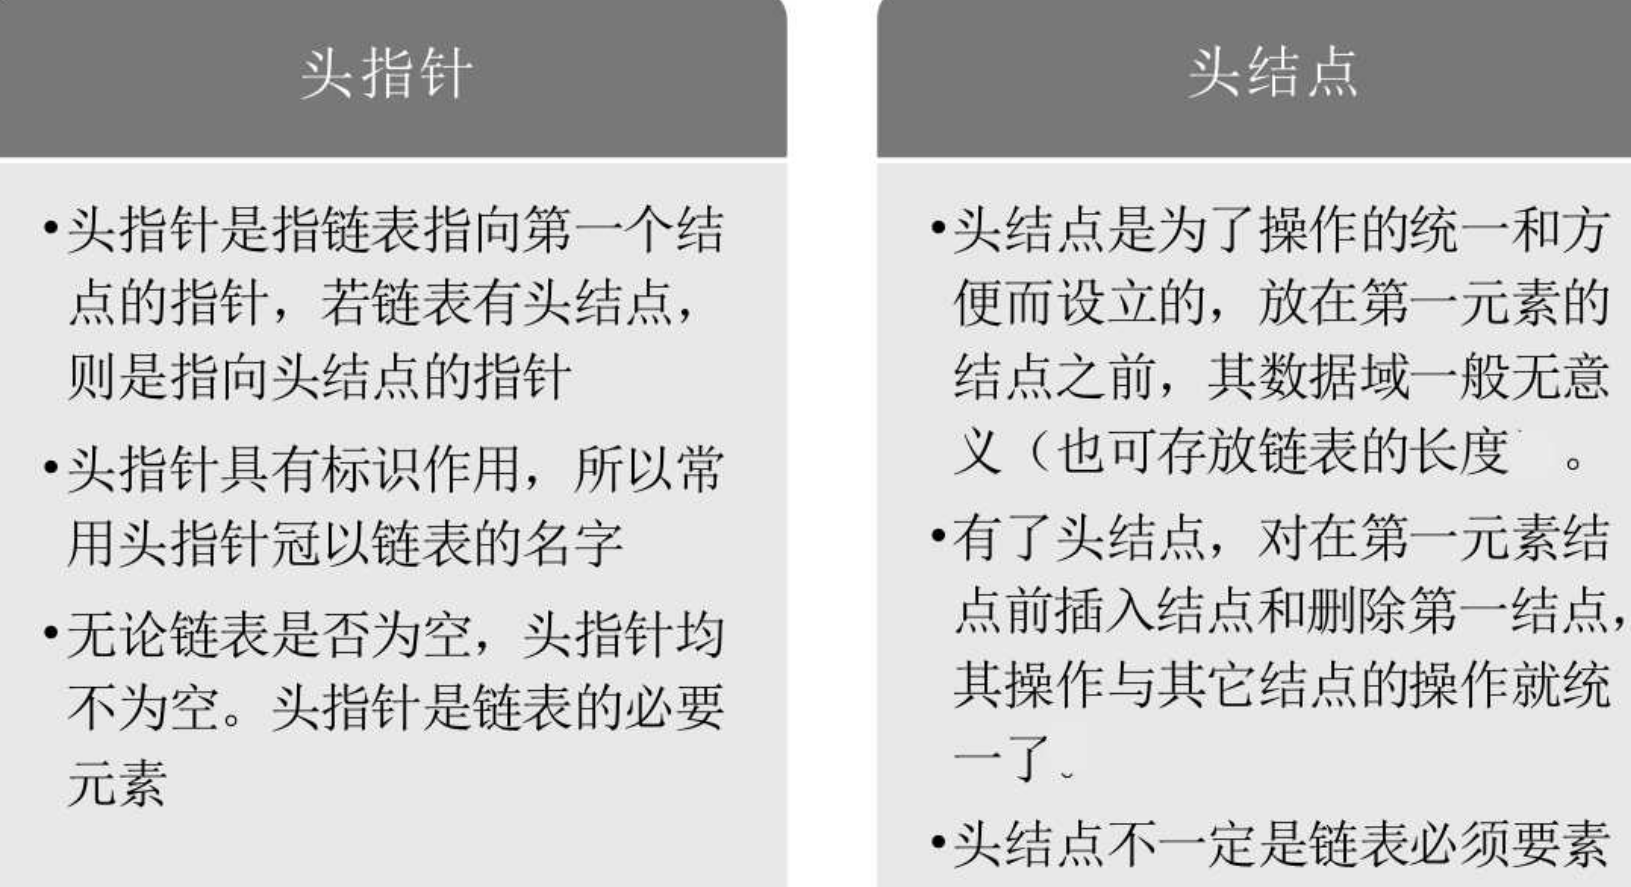 头指针
•头指针是指链表指向第一个结
点的指针，若链表有头结点，
则是指向头结点的指针
•头指针具有标识作用，所以常
用头指针冠以链表的名字
•无论链表是否为空，头指针均
不为空。头指针是链表的必要
元素
头结点
•头结点是为了操作的统一和方
便而设立的，放在第一元素的
结点之前，其数据域一般无意
义（也可存放链表的长度 。
•有了头结点，对在第一元素结
点前插入结点和删除第一结点，
其操作与其它结点的操作就统
一了。
•头结点不一定是链表必须要素